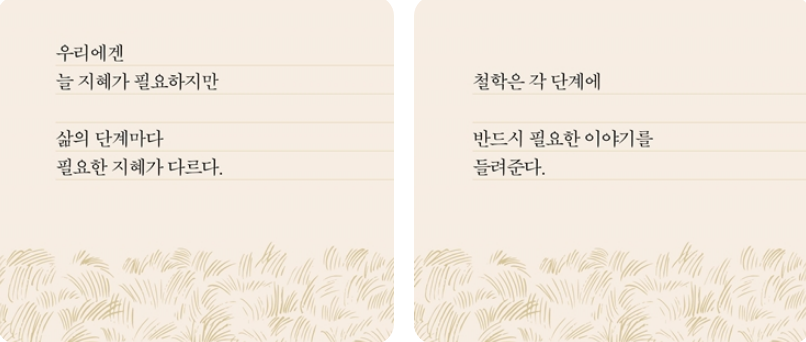 우리에겐
늘 지혜가 필요하지만
삶의 단계마다
필요한 지혜가 다르다.
철학은 각 단계에
반드시 필요한 이야기를
들려준다.